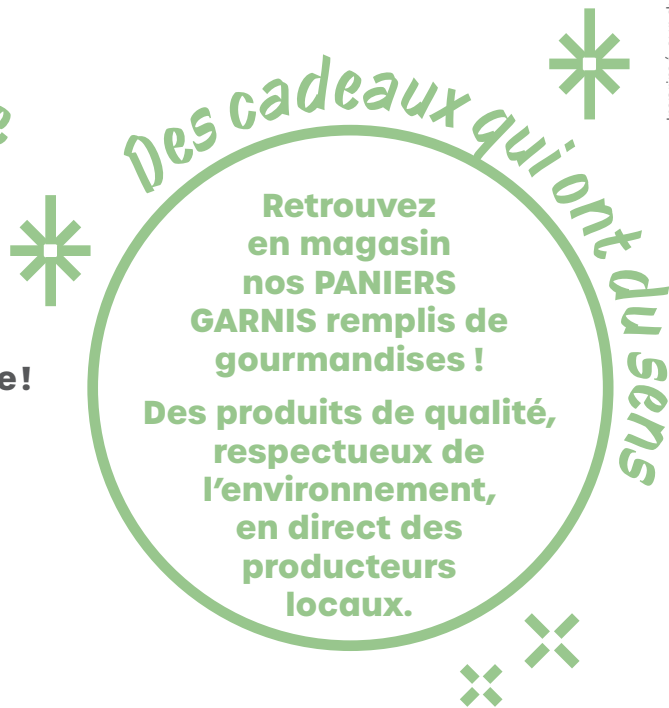 Des cadeaux qui ont du sens
e!
Retrouvez
en magasin
nos PANIERS
GARNIS remplis de
gourmandises !
Des produits de qualité,
respectueux de
l'environnement,
en direct des
producteurs
locaux.